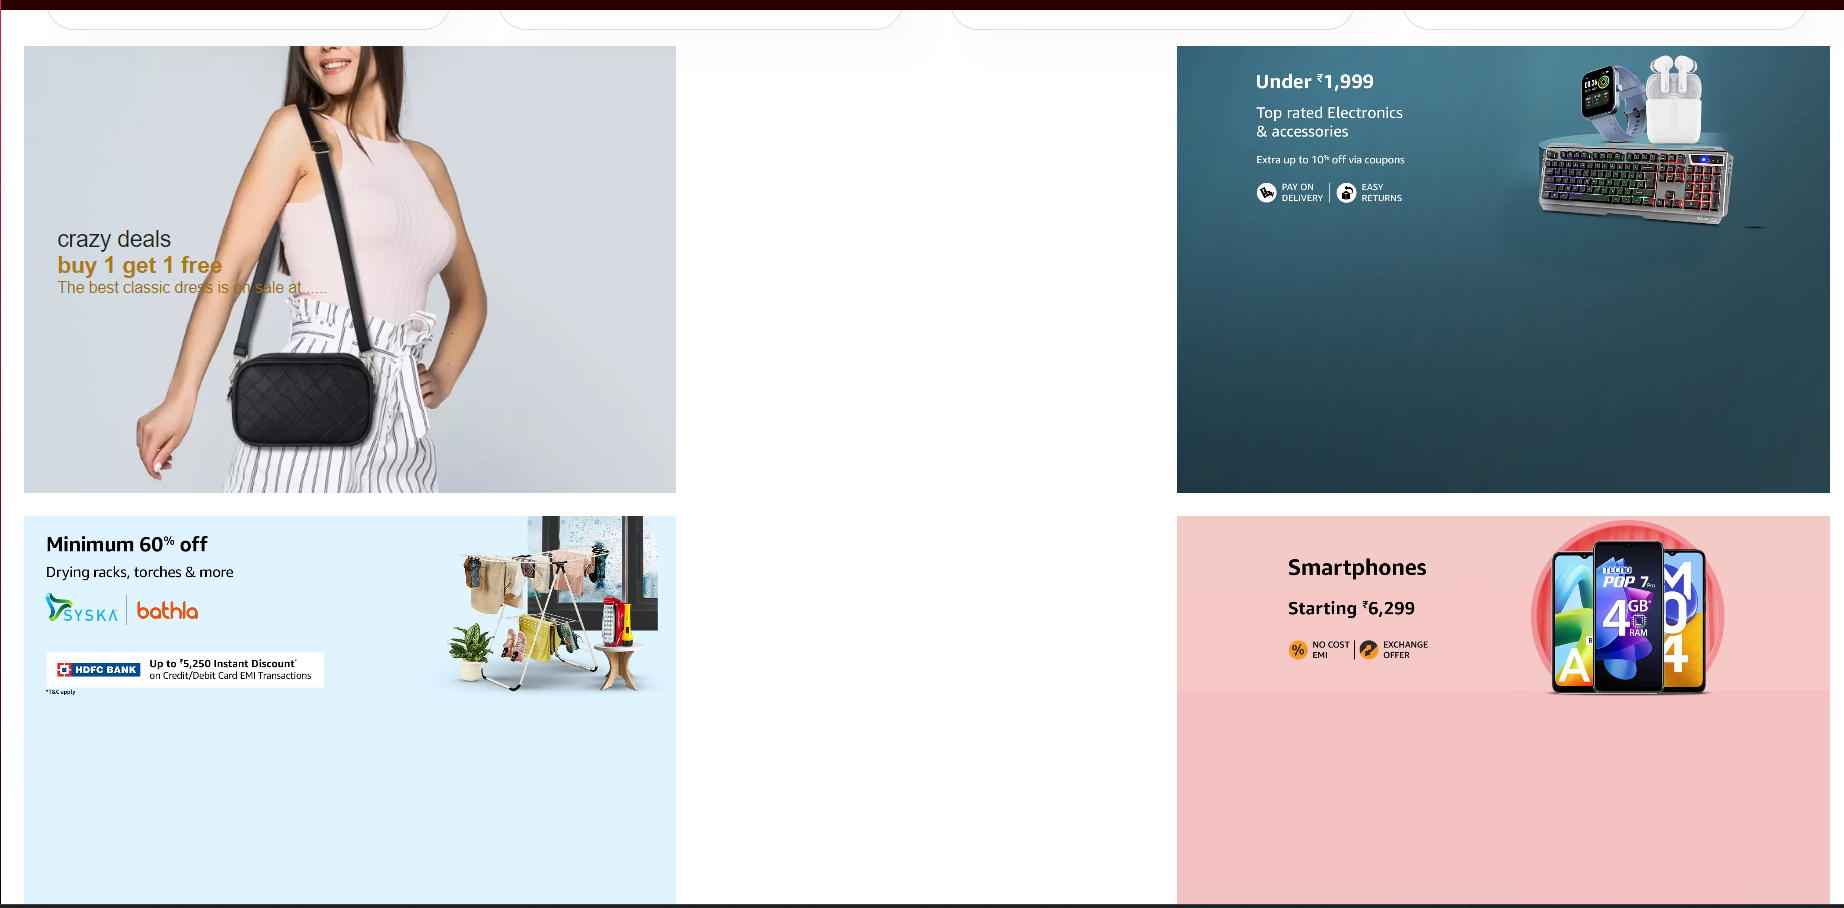 crazy deals
buy 1 get 1 free
The best classic dress is on sale at......
Under ₹1,999
Top rated Electronics
& accessories
Extra up to 10% off via coupons
PAY ON
DELIVERY
EASY
RETURNS
Minimum 60% off
Drying racks, torches & more
SYSKA
bathla
HDFC BANK
Up to ₹5,250 Instant Discount*
on Credit/Debit Card EMI Transactions
*T&C apply
Smartphones
Starting ₹6,299
NO COST
EMI
EXCHANGE
OFFER
A
TECNO
POP 7 Pro
4 GB*
RAM
M
04